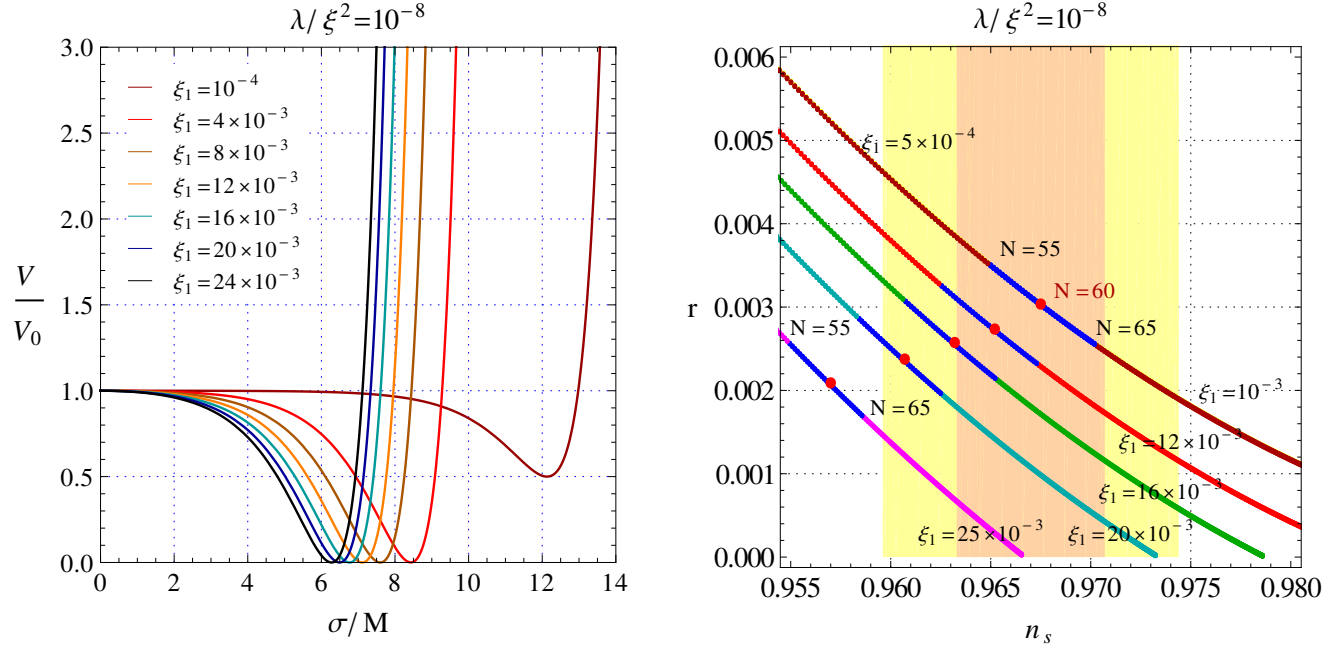 λ/ ξ²=10⁻⁸
3.0
2.5
2.0
1.5
1.0
0.5
0.0
V
V₀
ξ₁=10⁻⁴
ξ₁=4×10⁻³
ξ₁=8×10⁻³
ξ₁=12×10⁻³
ξ₁=16×10⁻³
ξ₁=20×10⁻³
ξ₁=24×10⁻³
0 2 4 6 8 10 12 14
σ/ M
λ/ ξ²=10⁻⁸
0.006
0.005
0.004
0.003
0.002
0.001
0.000
r
ξ₁=5×10⁻⁴
N=55
N=60
N=65
N=55
N=65
ξ₁=10⁻³
ξ₁=12×10⁻³
ξ₁=16×10⁻³
ξ₁=25×10⁻³
ξ₁=20×10⁻³
0.955 0.960 0.965 0.970 0.975 0.980
nₛ